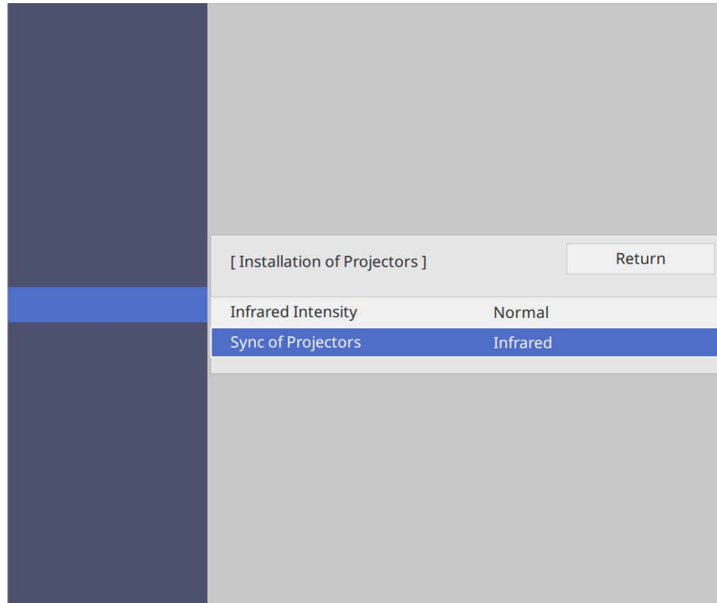 [ Installation of Projectors ]
Return
Infrared Intensity Normal
Sync of Projectors Infrared